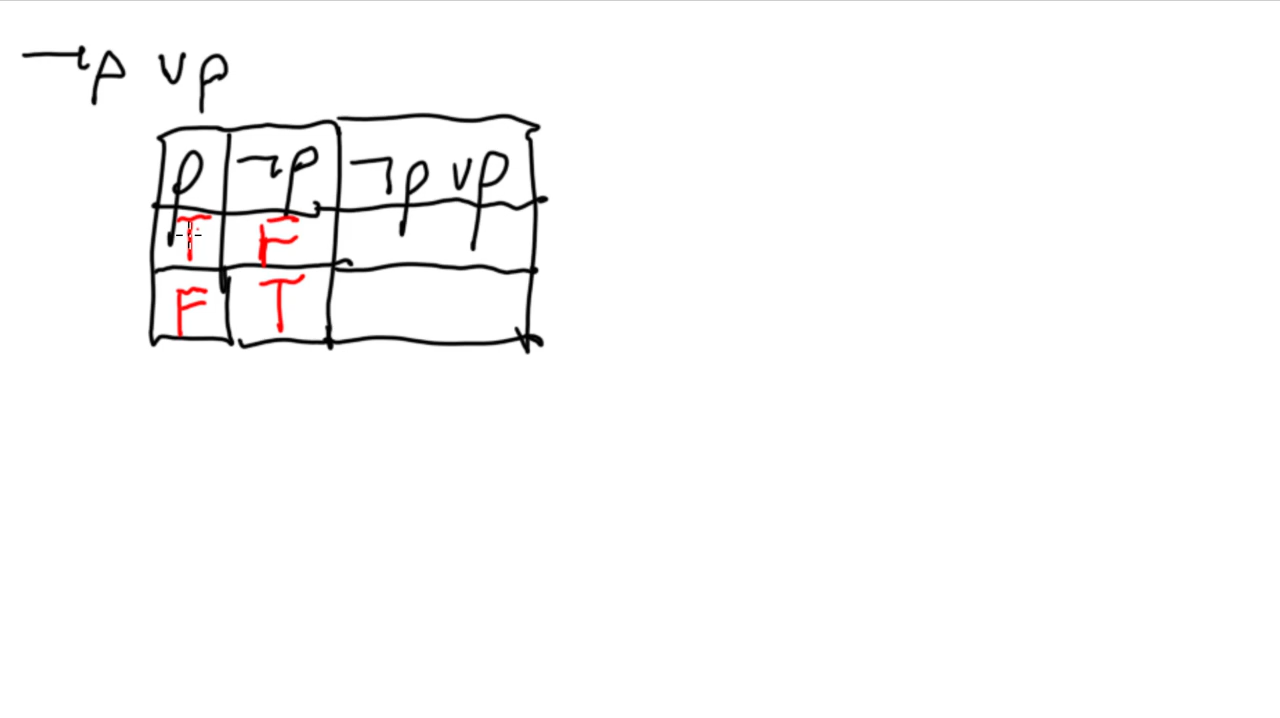 ¬p ∨ p
p ¬p ¬p ∨ p
T F
F T